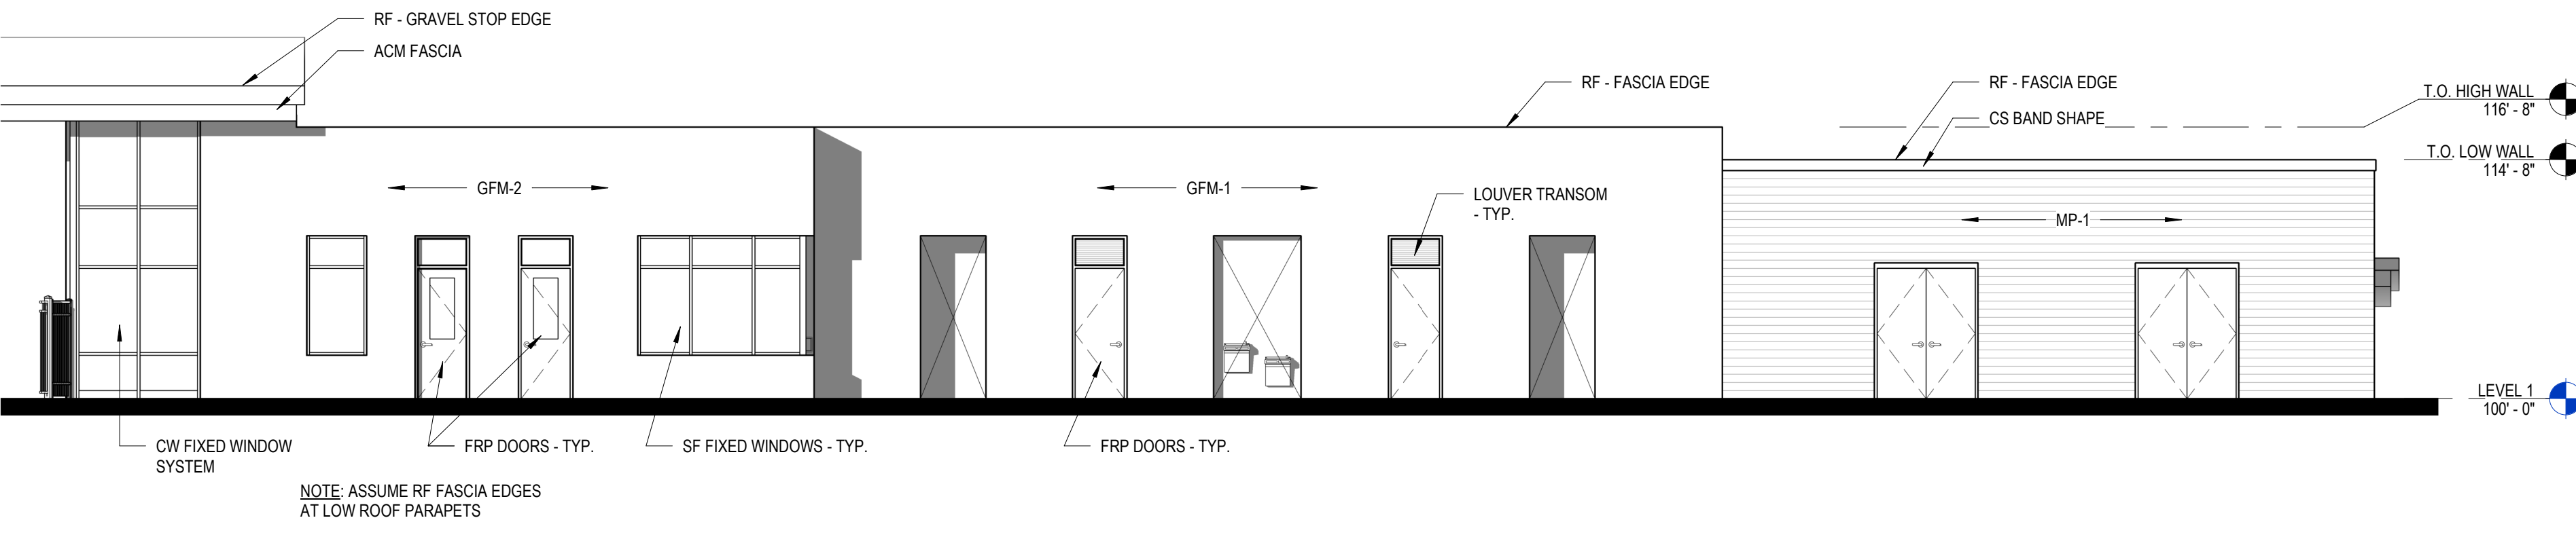 RF - GRAVEL STOP EDGE
ACM FASCIA
RF - FASCIA EDGE
RF - FASCIA EDGE
CS BAND SHAPE
T.O. HIGH WALL
116' - 8"
T.O. LOW WALL
114' - 8"
GFM-2
GFM-1
LOUVER TRANSOM
- TYP.
MP-1
LEVEL 1
100' - 0"
CW FIXED WINDOW
SYSTEM
FRP DOORS - TYP.
SF FIXED WINDOWS - TYP.
FRP DOORS - TYP.
NOTE: ASSUME RF FASCIA EDGES
AT LOW ROOF PARAPETS